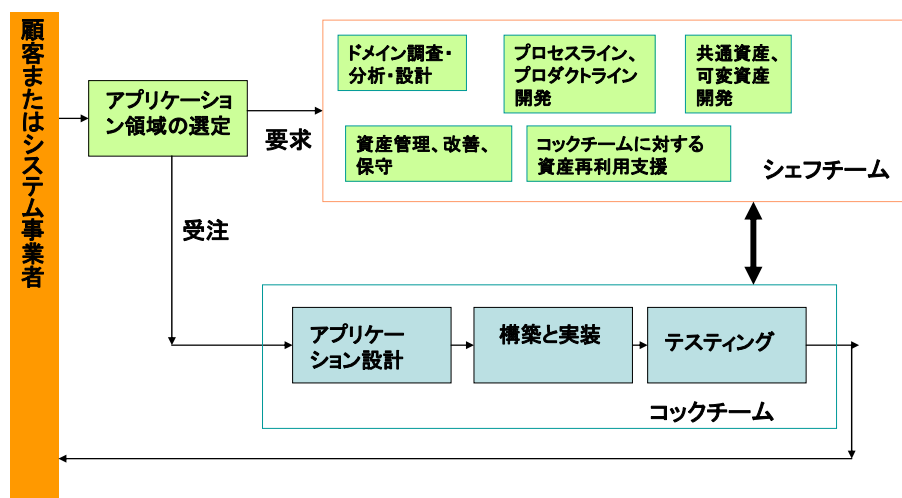 顧客またはシステム事業者
アプリケーショ
ン領域の選定
要求
受注
ドメイン調査・
分析・設計
プロセスライン、
プロダクトライン
開発
共通資産、
可変資産
開発
資産管理、改善、
保守
コックチームに対する
資産再利用支援
シェフチーム
アプリケー
ション設計
構築と実装
テスティング
コックチーム